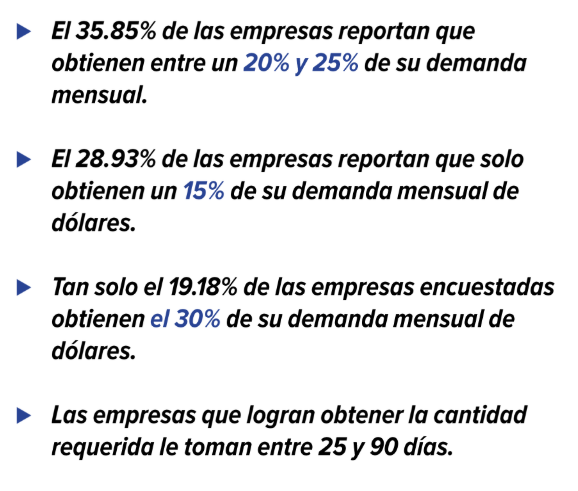 El 35.85% de las empresas reportan que
obtienen entre un 20% y 25% de su demanda
mensual.
El 28.93% de las empresas reportan que solo
obtienen un 15% de su demanda mensual de
dólares.
Tan solo el 19.18% de las empresas encuestadas
obtienen el 30% de su demanda mensual de
dólares.
Las empresas que logran obtener la cantidad
requerida le toman entre 25 y 90 días.